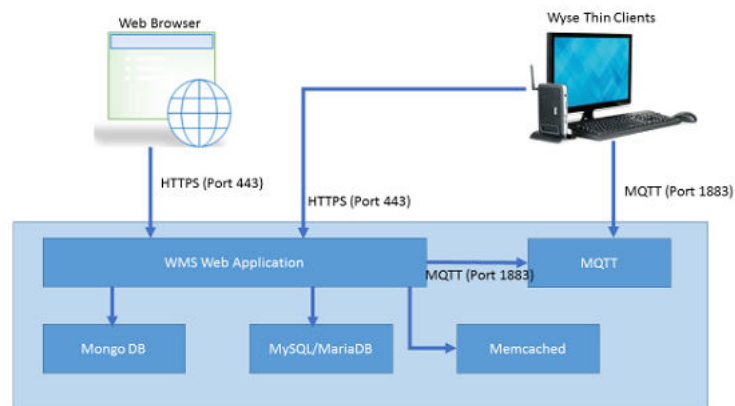 Web Browser
Wyse Thin Clients
HTTPS (Port 443)
HTTPS (Port 443)
MQTT (Port 1883)
WMS Web Application
MQTT (Port 1883)
MQTT
Mongo DB
MySQL/MariaDB
Memcached